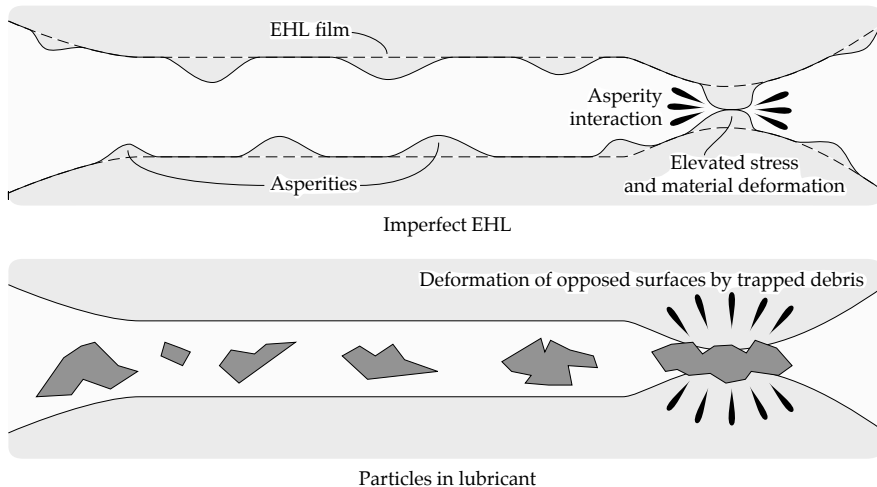 EHL film
Asperity
interaction
Asperities
Elevated stress
and material deformation
Imperfect EHL
Deformation of opposed surfaces by trapped debris
Particles in lubricant